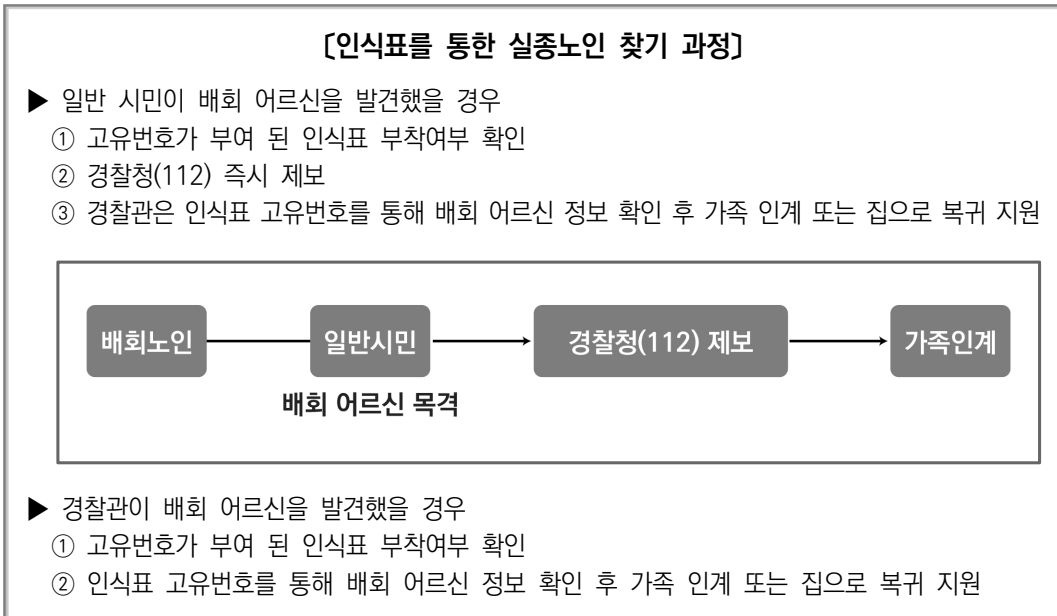 〔인식표를 통한 실종노인 찾기 과정〕
▶ 일반 시민이 배회 어르신을 발견했을 경우
① 고유번호가 부여 된 인식표 부착여부 확인
② 경찰청(112) 즉시 제보
③ 경찰관은 인식표 고유번호를 통해 배회 어르신 정보 확인 후 가족 인계 또는 집으로 복귀 지원
배회노인 일반시민 경찰청(112) 제보 가족인계
배회 어르신 목격
▶ 경찰관이 배회 어르신을 발견했을 경우
① 고유번호가 부여 된 인식표 부착여부 확인
② 인식표 고유번호를 통해 배회 어르신 정보 확인 후 가족 인계 또는 집으로 복귀 지원